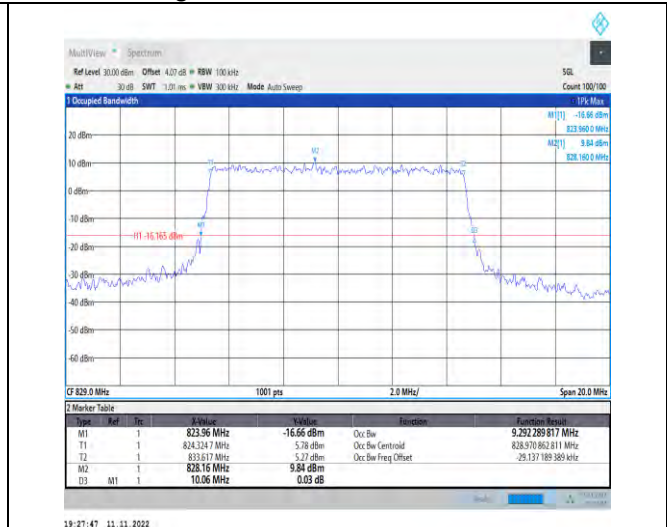 MultiView Spectrum
Ref Level 30.00 dBm Offset 4.07 dB RBW 100 kHz SGL
Att 30 dB SWT 1.01 ms VBW 300 kHz Mode Auto Sweep Count 100/100
1 Occupied Bandwidth 1Pk Max
M1[1] -16.66 dBm
823.960 0 MHz
M2[1] 9.84 dBm
828.160 0 MHz
20 dBm
M2
10 dBm
T1
T2
0 dBm
-10 dBm
M1
D3
H1 -16.165 dBm
-20 dBm
-30 dBm
-40 dBm
-50 dBm
-60 dBm
CF 829.0 MHz 1001 pts 2.0 MHz/ Span 20.0 MHz
2 Marker Table
Type Ref Trc X-Value Y-Value Function Function Result
M1 1 823.96 MHz -16.66 dBm Occ Bw 9.292 289 817 MHz
T1 1 824.324 7 MHz 5.78 dBm Occ Bw Centroid 828.970 862 811 MHz
T2 1 833.617 MHz 5.27 dBm Occ Bw Freq Offset -29.137 189 389 kHz
M2 1 828.16 MHz 9.84 dBm
D3 M1 1 10.06 MHz 0.03 dB
19:27:47 11.11.2022